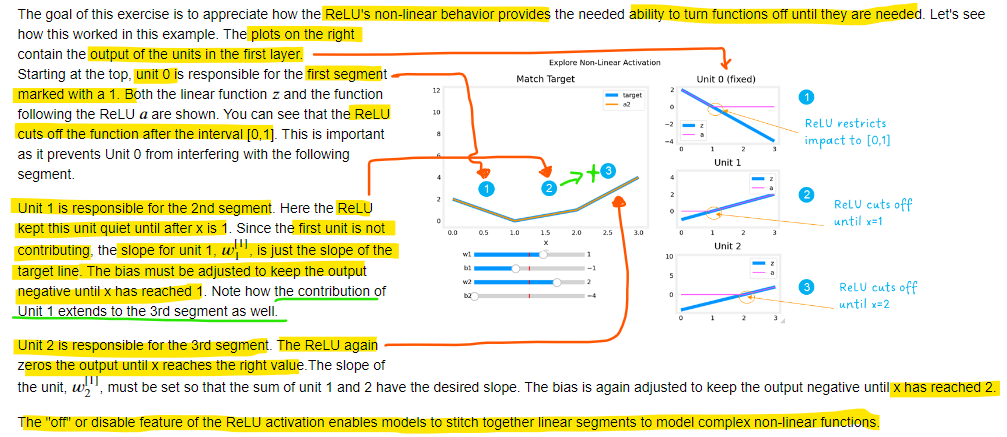 The goal of this exercise is to appreciate how the ReLU's non-linear behavior provides the needed ability to turn functions off until they are needed. Let's see
how this worked in this example. The plots on the right
contain the output of the units in the first layer.
Starting at the top, unit 0 is responsible for the first segment
marked with a 1. Both the linear function z and the function
following the ReLU a are shown. You can see that the ReLU
cuts off the function after the interval [0,1]. This is important
as it prevents Unit 0 from interfering with the following
segment.
Unit 1 is responsible for the 2nd segment. Here the ReLU
kept this unit quiet until after x is 1. Since the first unit is not
contributing, the slope for unit 1, w₁^[1], is just the slope of the
target line. The bias must be adjusted to keep the output
negative until x has reached 1. Note how the contribution of
Unit 1 extends to the 3rd segment as well.
Unit 2 is responsible for the 3rd segment. The ReLU again
zeros the output until x reaches the right value.The slope of
the unit, w₂^[1], must be set so that the sum of unit 1 and 2 have the desired slope. The bias is again adjusted to keep the output negative until x has reached 2.
The "off" or disable feature of the ReLU activation enables models to stitch together linear segments to model complex non-linear functions.
Explore Non-Linear Activation
Match Target
target
a2
12
10
8
6
4
2
0
1
2
+ 3
0.0 0.5 1.0 1.5 2.0 2.5 3.0
x
w1 1
b1 −1
w2 2
b2 −4
Unit 0 (fixed)
2
0
−2
−4
z
a
0 1 2 3
1
ReLU restricts
impact to [0,1]
Unit 1
4
2
0
z
a
0 1 2 3
2
ReLU cuts off
until x=1
Unit 2
10
5
0
z
a
0 1 2 3
3
ReLU cuts off
until x=2